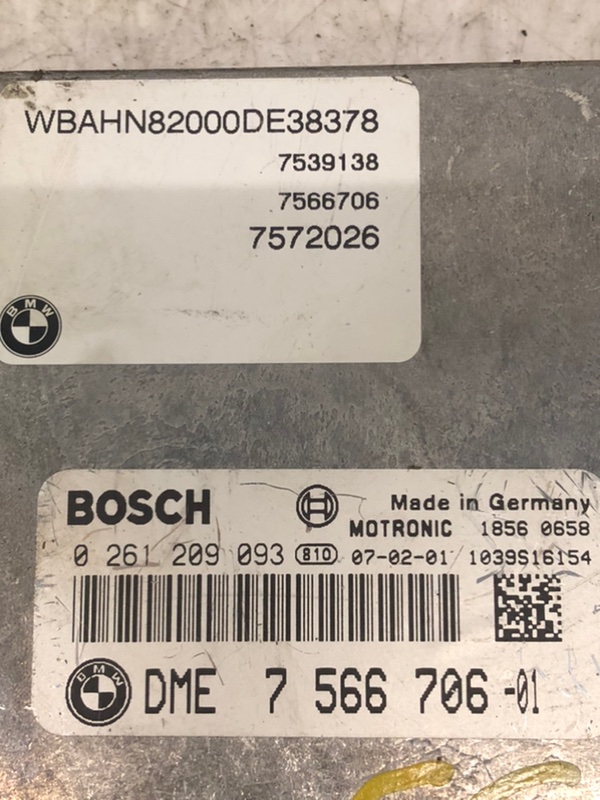 WBAHN82000DE38378
7539138
7566706
7572026
BMW
BOSCH
Made in Germany
MOTRONIC 1856 0658
0 261 209 093 810 07-02-01 1039S16154
BMW DME 7 566 706 -01